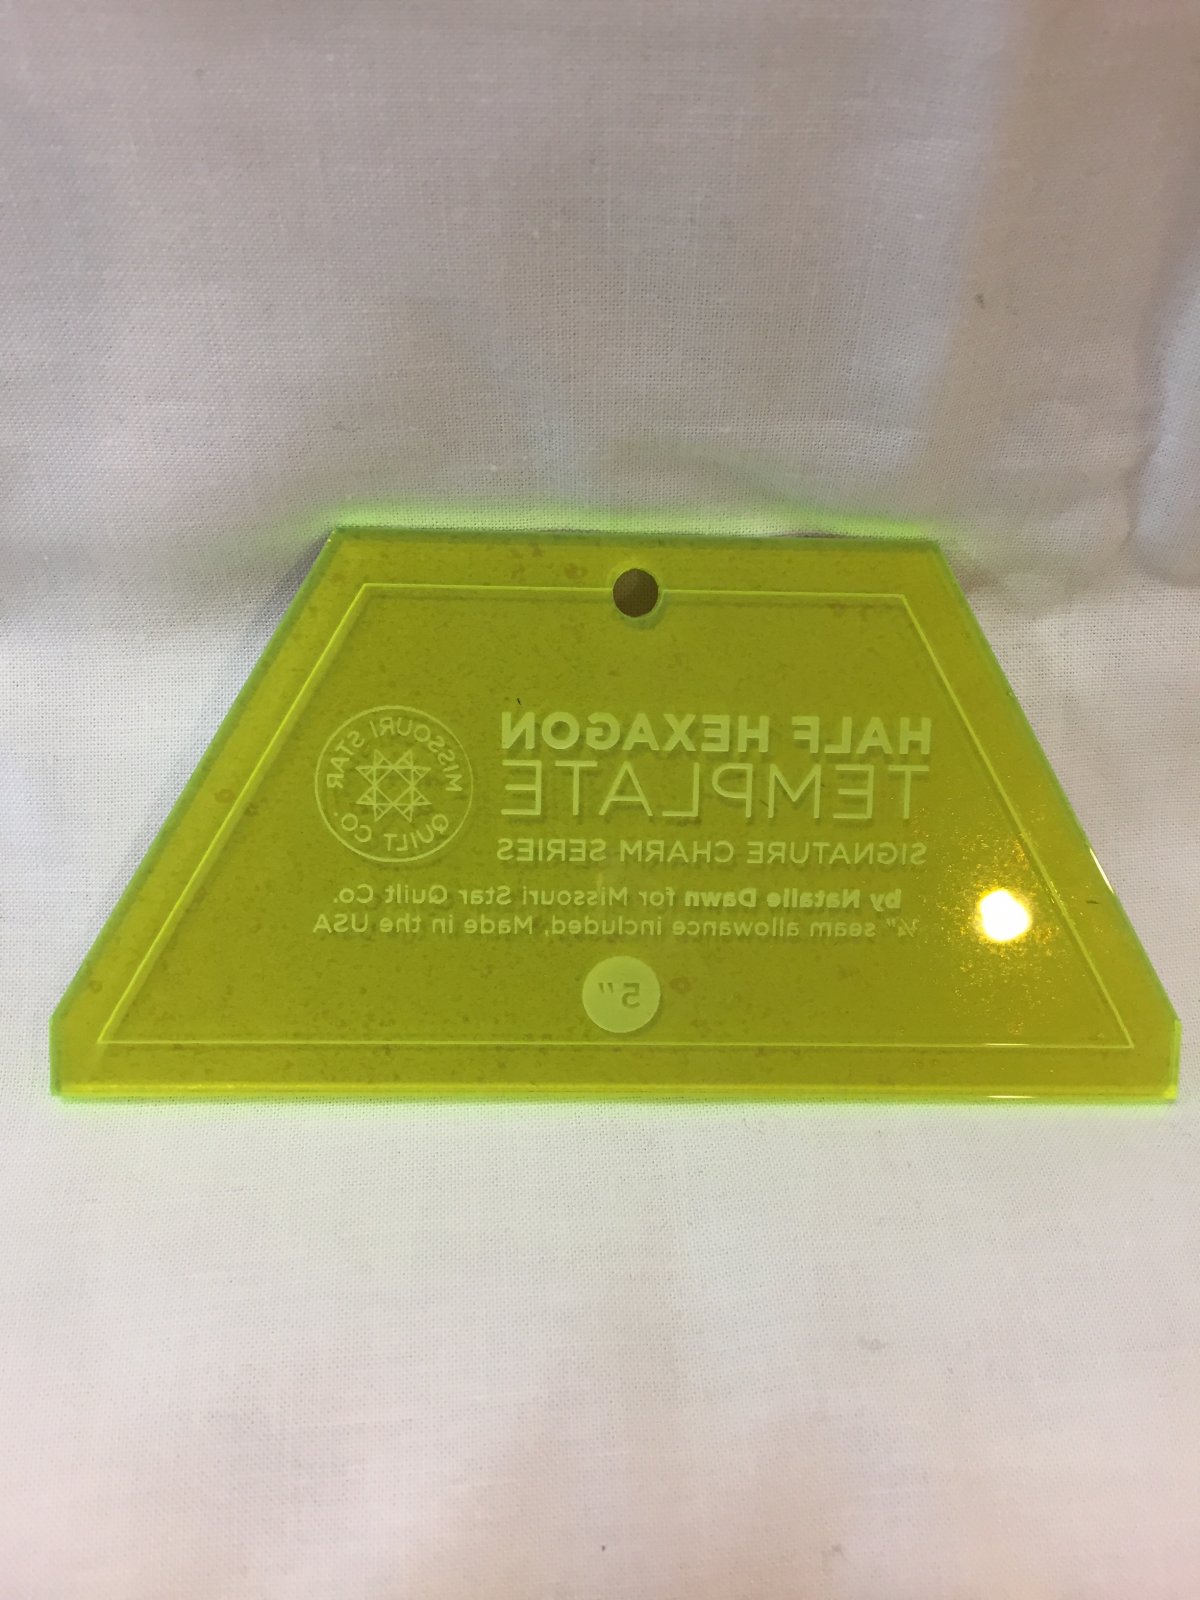 HALF HEXAGON
TEMPLATE
SIGNATURE CHARM SERIES
by Natalie Dawn for Missouri Star Quilt Co.
¼" seam allowance included. Made in the USA
MISSOURI STAR
QUILT CO.
5"